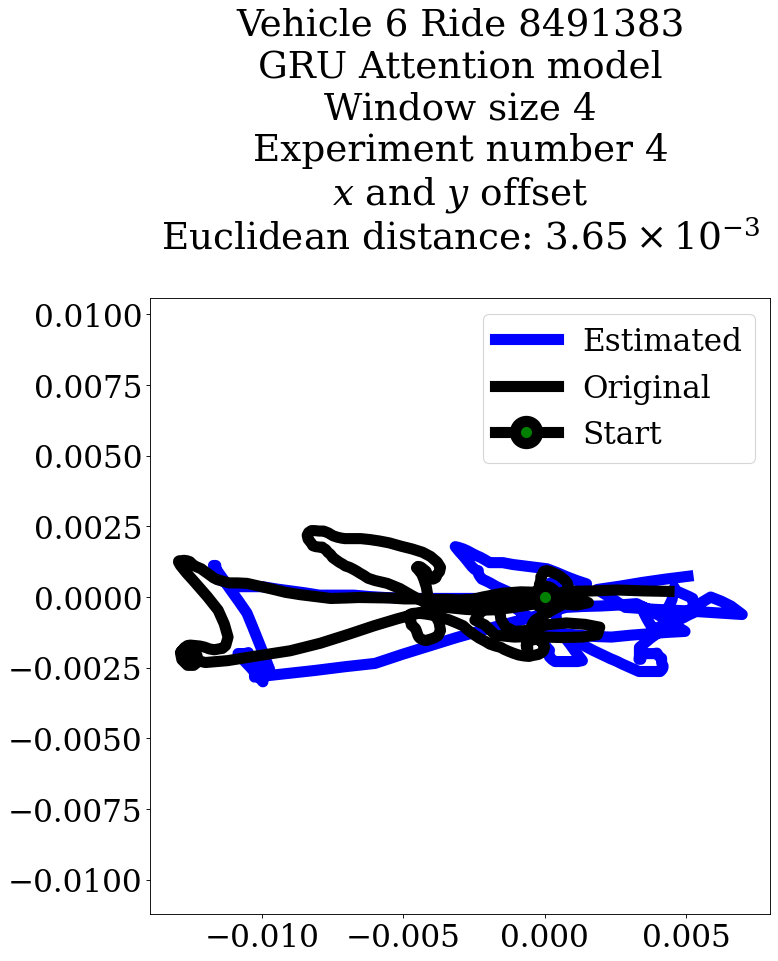 Vehicle 6 Ride 8491383
GRU Attention model
Window size 4
Experiment number 4
x and y offset
Euclidean distance: 3.65 × 10⁻³
Estimated
Original
Start
0.0100
0.0075
0.0050
0.0025
0.0000
−0.0025
−0.0050
−0.0075
−0.0100
−0.010 −0.005 0.000 0.005